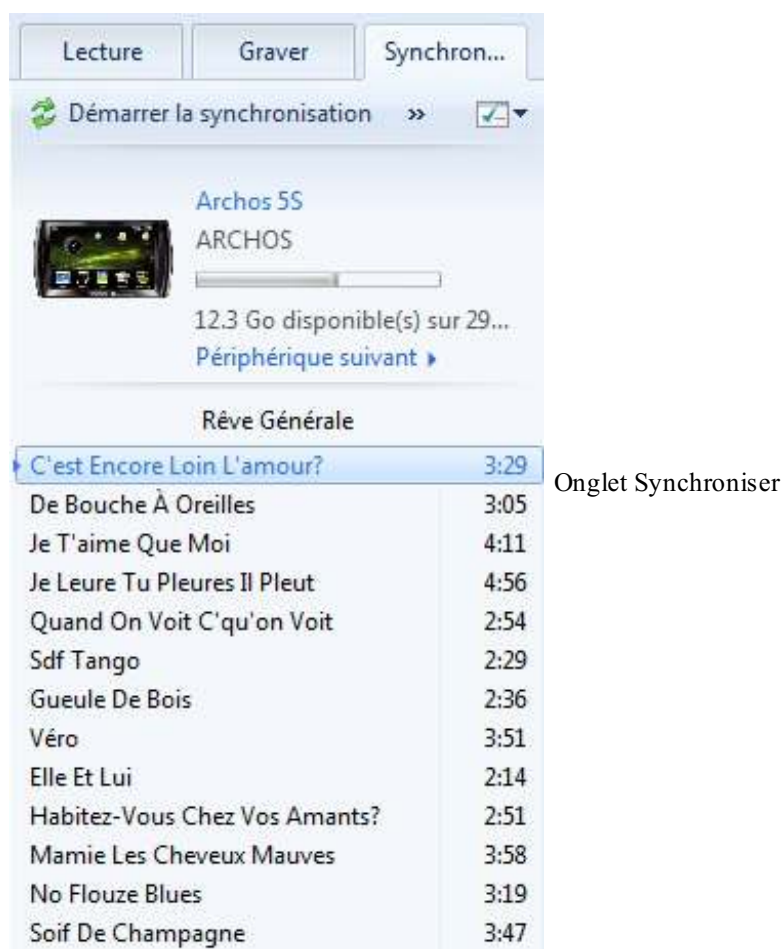 Lecture Graver Synchron...
Démarrer la synchronisation »
Archos 5S
ARCHOS
12.3 Go disponible(s) sur 29...
Périphérique suivant
Rêve Générale
C'est Encore Loin L'amour? 3:29
Onglet Synchroniser
De Bouche À Oreilles 3:05
Je T'aime Que Moi 4:11
Je Leure Tu Pleures Il Pleut 4:56
Quand On Voit C'qu'on Voit 2:54
Sdf Tango 2:29
Gueule De Bois 2:36
Véro 3:51
Elle Et Lui 2:14
Habitez-Vous Chez Vos Amants? 2:51
Mamie Les Cheveux Mauves 3:58
No Flouze Blues 3:19
Soif De Champagne 3:47